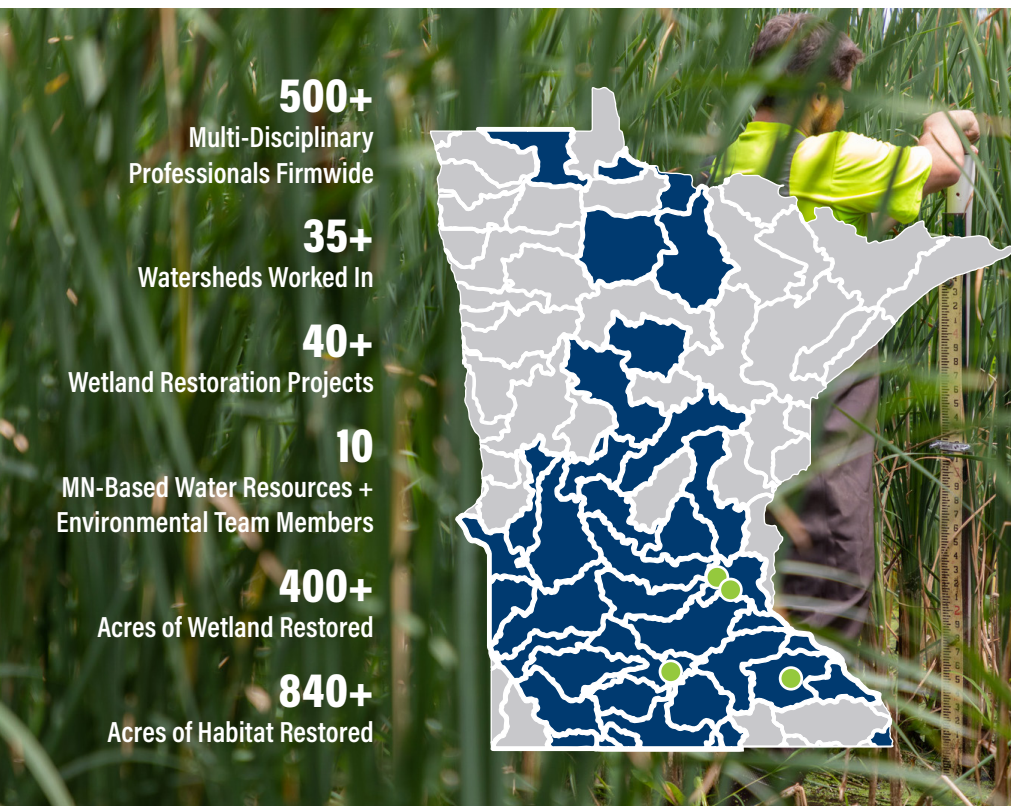 500+
Multi-Disciplinary
Professionals Firmwide
35+
Watersheds Worked In
40+
Wetland Restoration Projects
10
MN-Based Water Resources +
Environmental Team Members
400+
Acres of Wetland Restored
840+
Acres of Habitat Restored